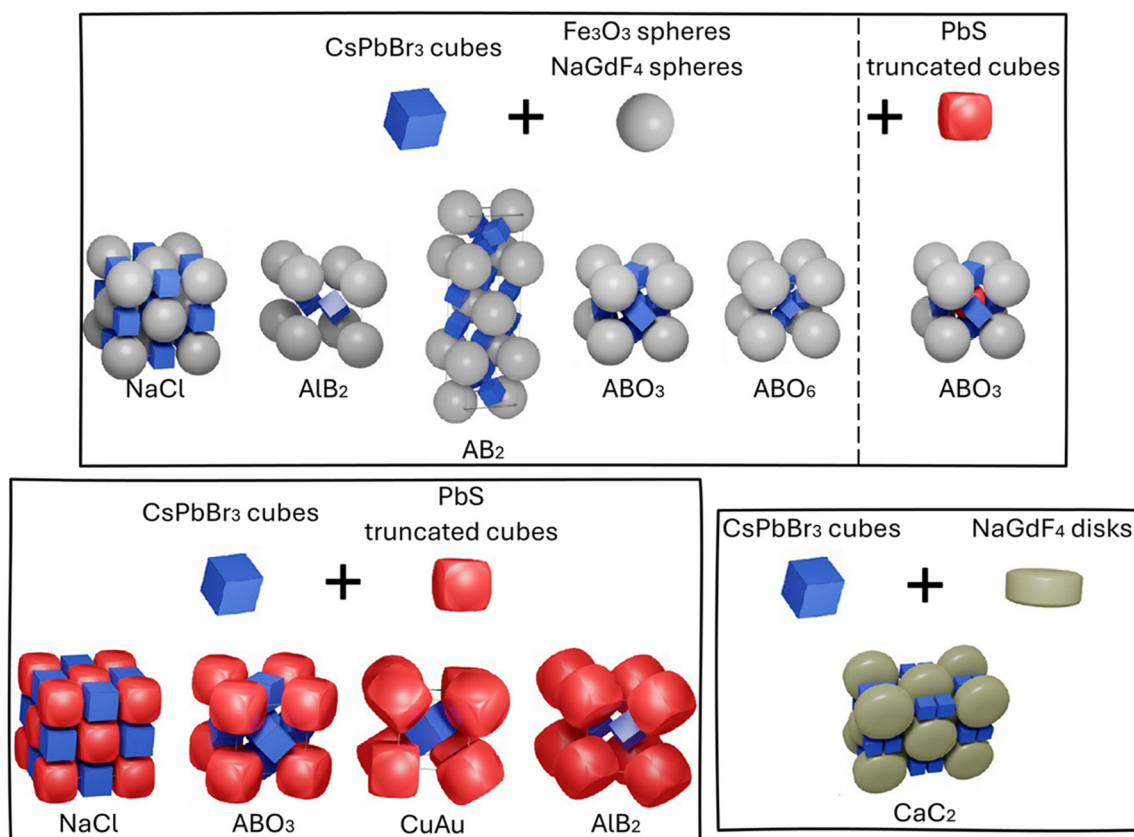 CsPbBr₃ cubes
Fe₃O₃ spheres
NaGdF₄ spheres
PbS
truncated cubes
+
+
NaCl
AlB₂
AB₂
ABO₃
ABO₆
ABO₃
CsPbBr₃ cubes
PbS
truncated cubes
+
NaCl
ABO₃
CuAu
AlB₂
CsPbBr₃ cubes
NaGdF₄ disks
+
CaC₂